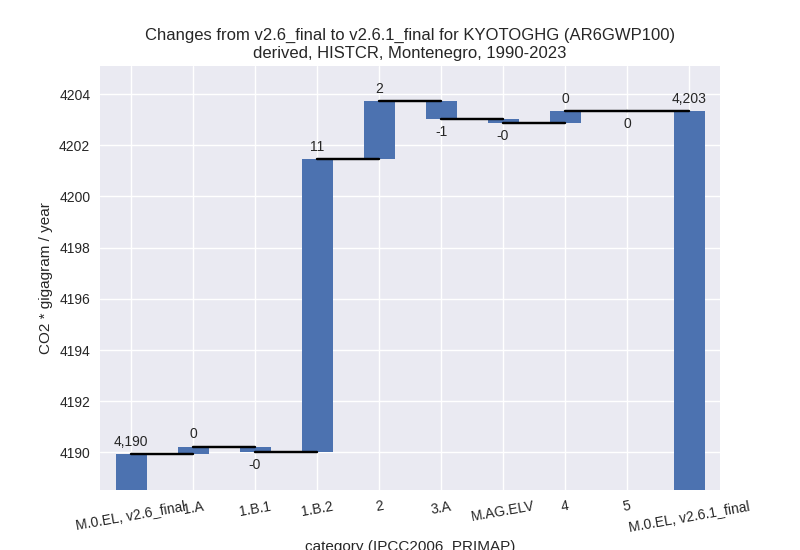 Changes from v2.6_final to v2.6.1_final for KYOTOGHG (AR6GWP100)
derived, HISTCR, Montenegro, 1990-2023
CO2 * gigagram / year
4204
4202
4200
4198
4196
4194
4192
4190
4,190
0
-0
11
2
-1
-0
0
0
4,203
M.0.EL, v2.6_final
1.A
1.B.1
1.B.2
2
3.A
M.AG.ELV
4
5
M.0.EL, v2.6.1_final
category (IPCC2006_PRIMAP)